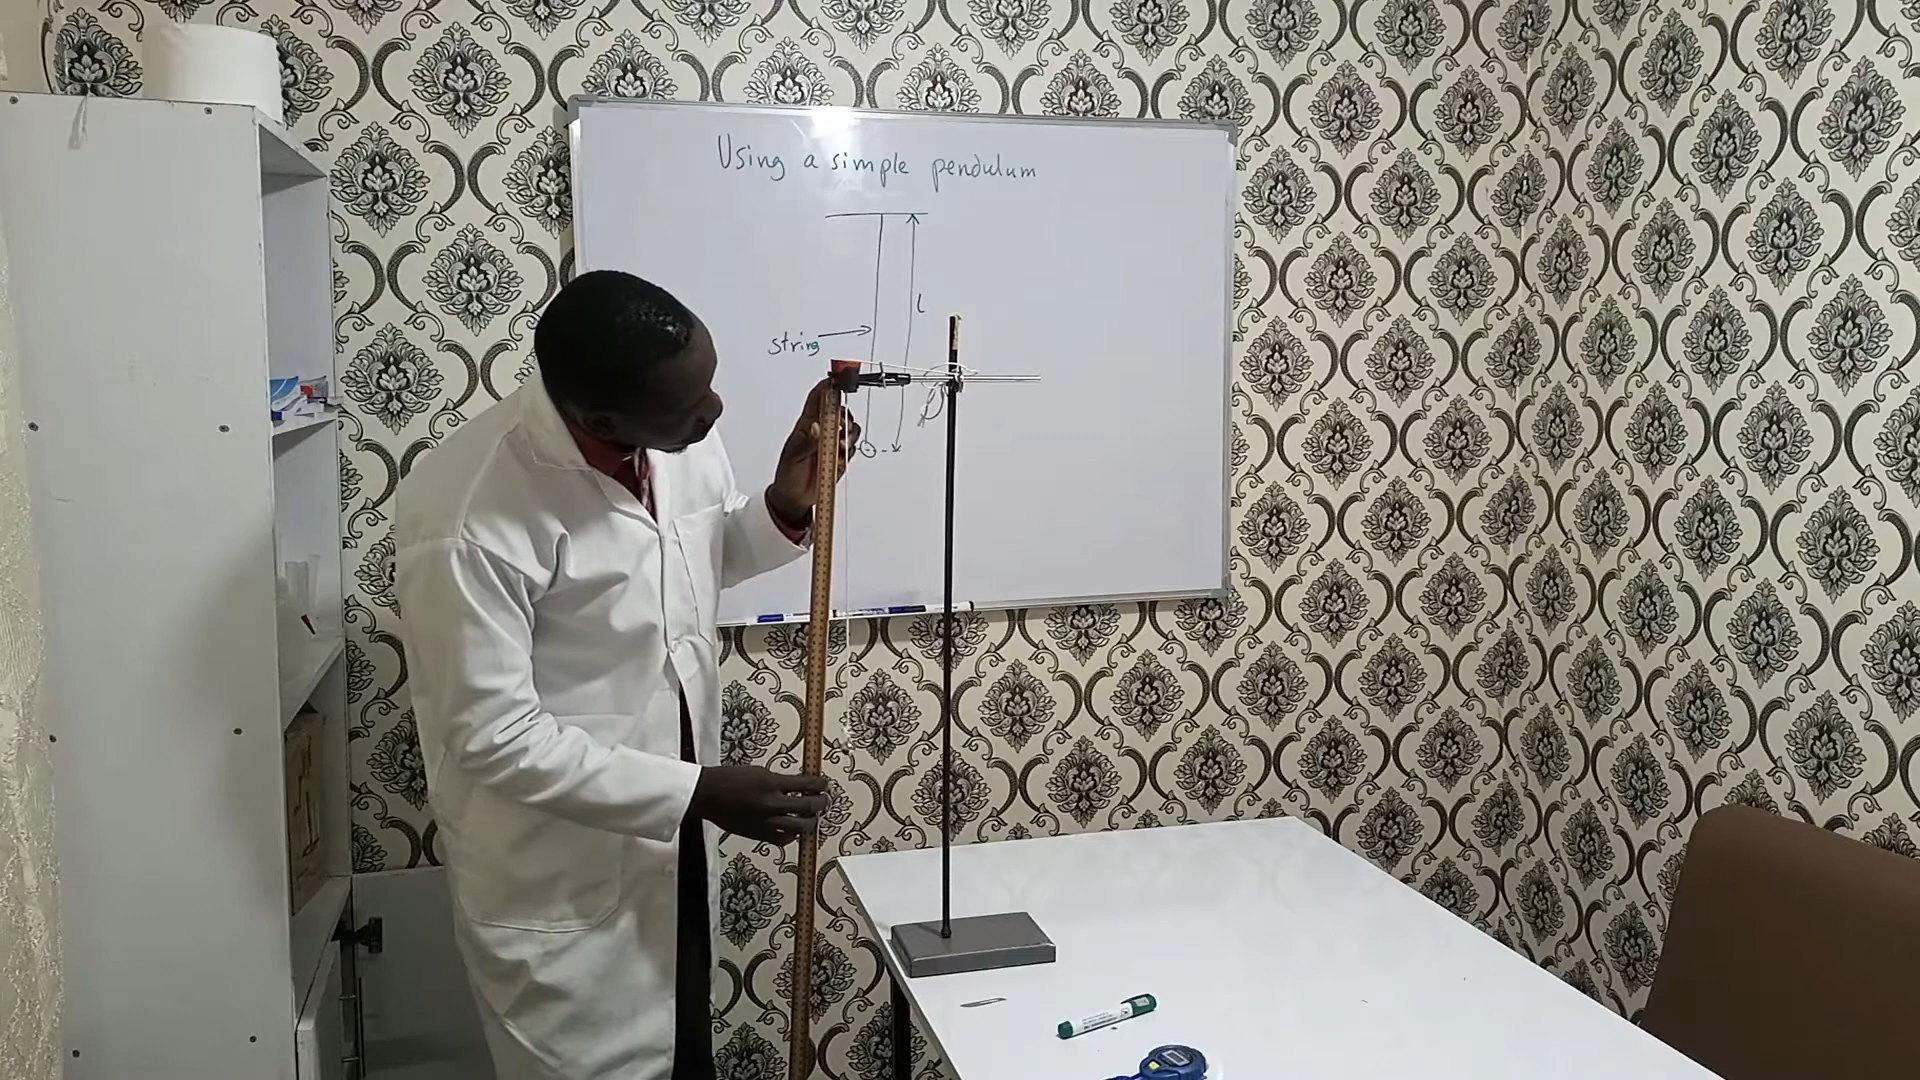 Using a simple pendulum
l
string